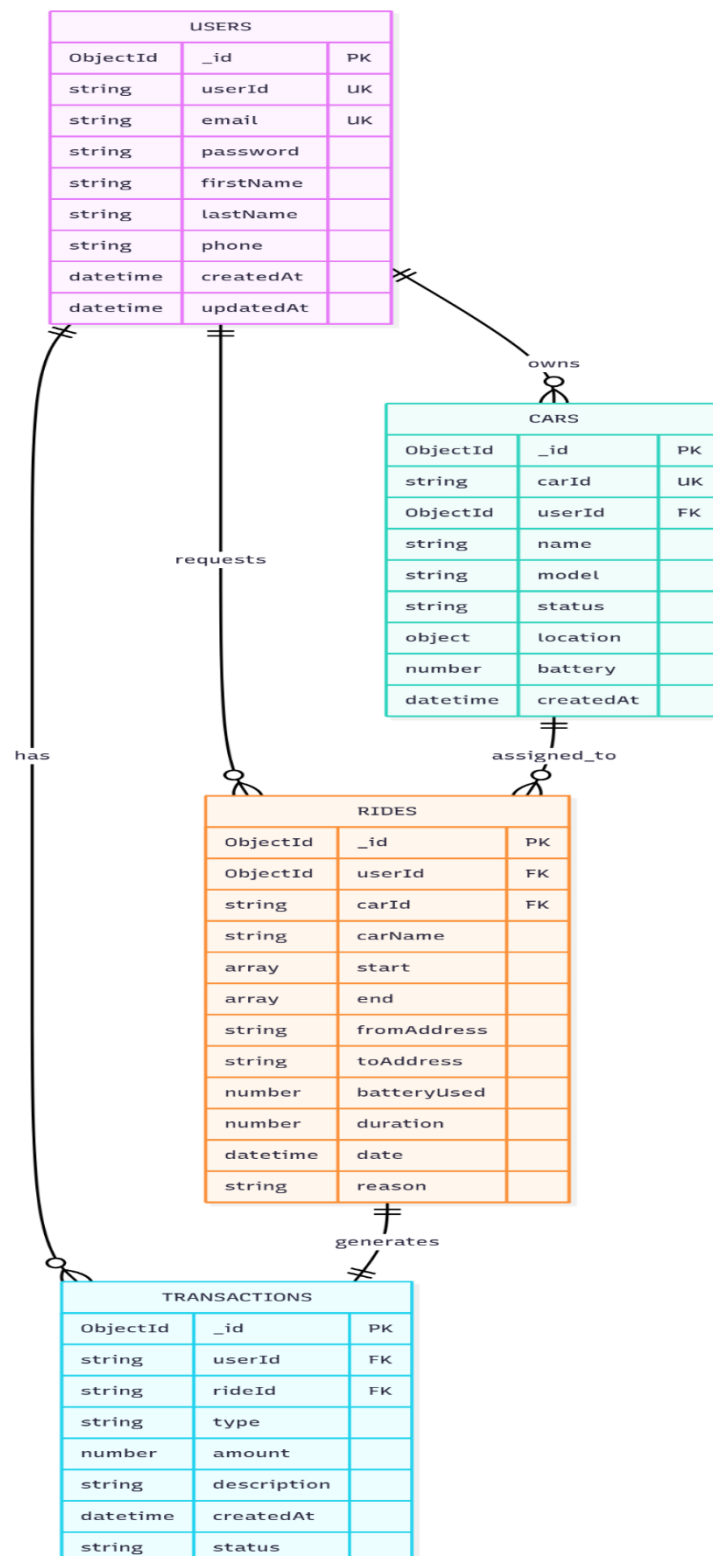 USERS
ObjectId _id PK
string userId UK
string email UK
string password
string firstName
string lastName
string phone
datetime createdAt
datetime updatedAt
owns
CARS
ObjectId _id PK
string carId UK
ObjectId userId FK
string name
string model
string status
object location
number battery
datetime createdAt
requests
has
assigned_to
RIDES
ObjectId _id PK
ObjectId userId FK
string carId FK
string carName
array start
array end
string fromAddress
string toAddress
number batteryUsed
number duration
datetime date
string reason
generates
TRANSACTIONS
ObjectId _id PK
string userId FK
string rideId FK
string type
number amount
string description
datetime createdAt
string status